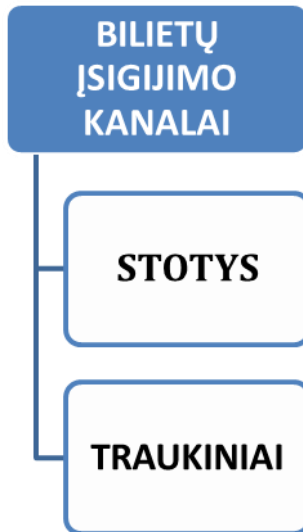 BILIETŲ
ĮSIGIJIMO
KANALAI
STOTYS
TRAUKINIAI